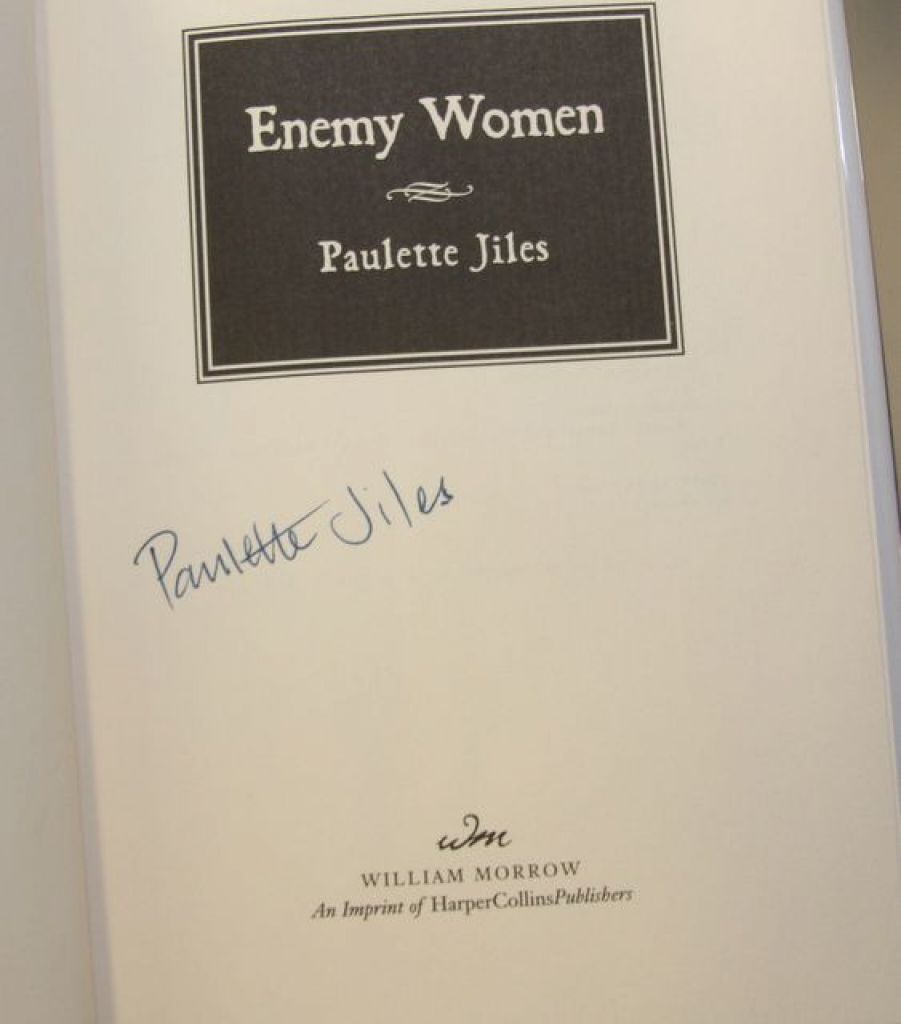 Enemy Women
Paulette Jiles
Paulette Jiles
wm
WILLIAM MORROW
An Imprint of HarperCollinsPublishers